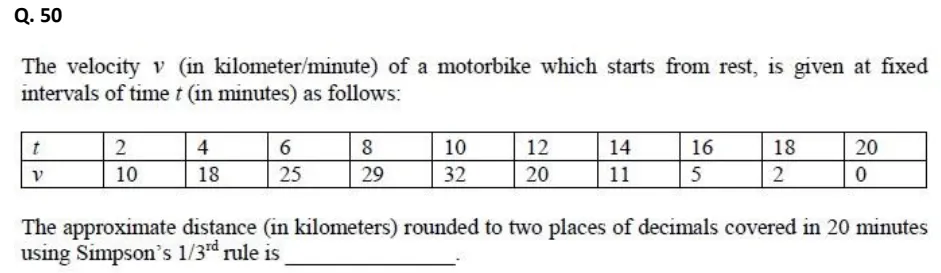 Q. 50
The velocity v (in kilometer/minute) of a motorbike which starts from rest, is given at fixed
intervals of time t (in minutes) as follows:
t 2 4 6 8 10 12 14 16 18 20
v 10 18 25 29 32 20 11 5 2 0
The approximate distance (in kilometers) rounded to two places of decimals covered in 20 minutes
using Simpson's 1/3rd rule is ____________.